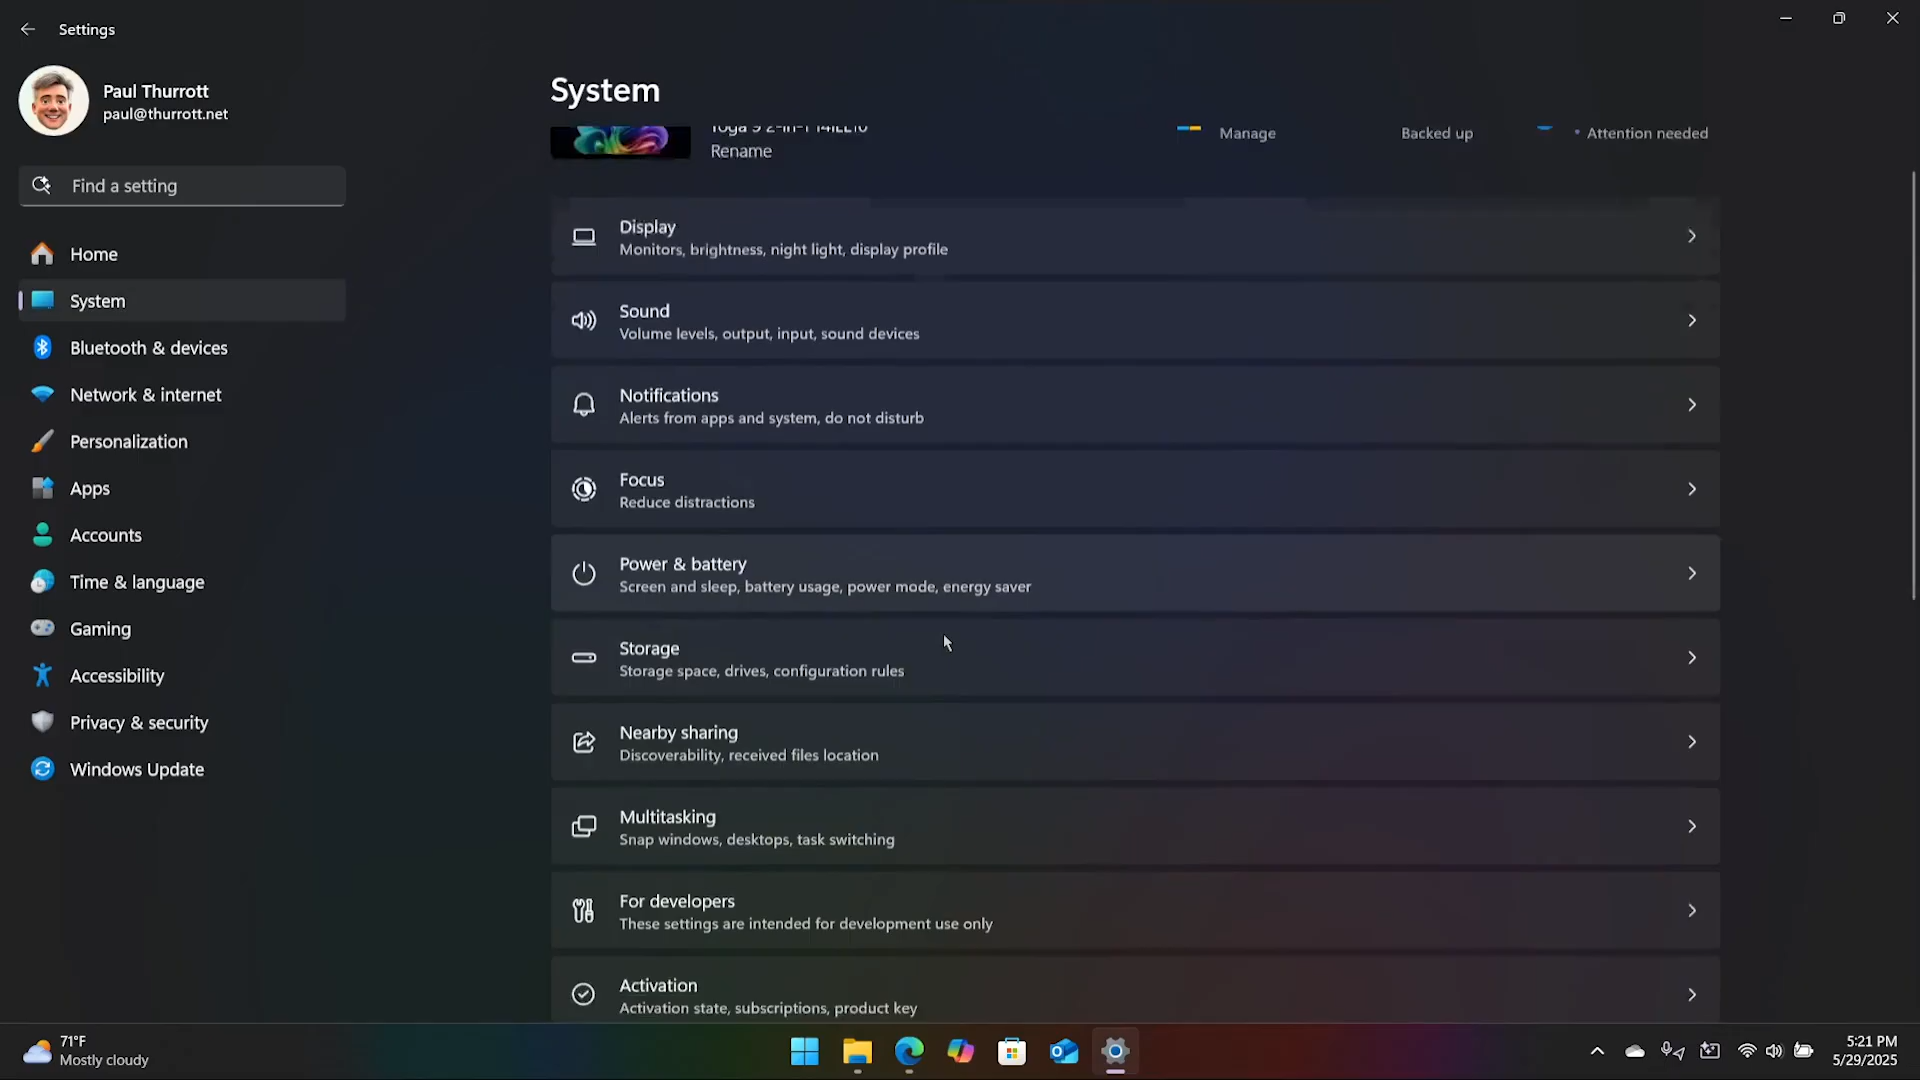 Settings
Paul Thurrott
paul@thurrott.net
Find a setting
Home
System
Bluetooth & devices
Network & internet
Personalization
Apps
Accounts
Time & language
Gaming
Accessibility
Privacy & security
Windows Update
System
Rename
Manage
Backed up
• Attention needed
Display
Monitors, brightness, night light, display profile
Sound
Volume levels, output, input, sound devices
Notifications
Alerts from apps and system, do not disturb
Focus
Reduce distractions
Power & battery
Screen and sleep, battery usage, power mode, energy saver
Storage
Storage space, drives, configuration rules
Nearby sharing
Discoverability, received files location
Multitasking
Snap windows, desktops, task switching
For developers
These settings are intended for development use only
Activation
Activation state, subscriptions, product key
71°F
Mostly cloudy
5:21 PM
5/29/2025